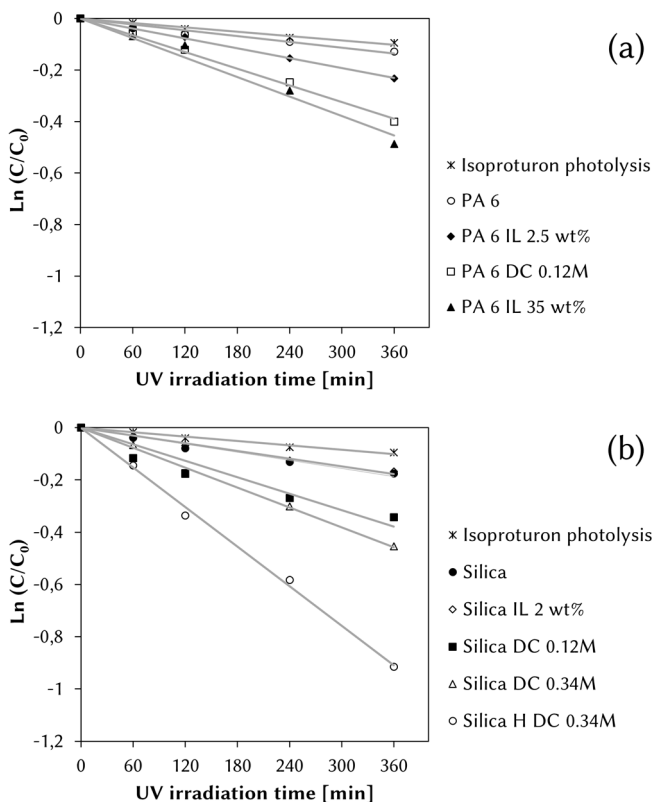 (a)
0
-0,2
-0,4
-0,6
-0,8
-1
-1,2
Ln (C/C0)
0 60 120 180 240 300 360
UV irradiation time [min]
Isoproturon photolysis
PA 6
PA 6 IL 2.5 wt%
PA 6 DC 0.12M
PA 6 IL 35 wt%
(b)
0
-0,2
-0,4
-0,6
-0,8
-1
-1,2
Ln (C/C0)
0 60 120 180 240 300 360
UV irradiation time [min]
Isoproturon photolysis
Silica
Silica IL 2 wt%
Silica DC 0.12M
Silica DC 0.34M
Silica H DC 0.34M